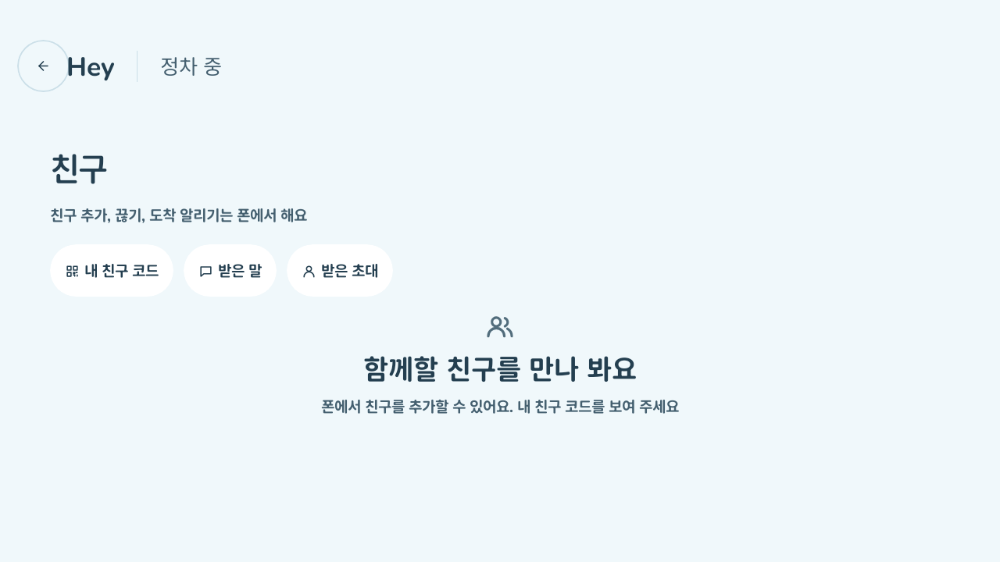 Hey
정차 중
친구
친구 추가, 끊기, 도착 알리기는 폰에서 해요
내 친구 코드
받은 말
받은 초대
함께할 친구를 만나 봐요
폰에서 친구를 추가할 수 있어요. 내 친구 코드를 보여 주세요